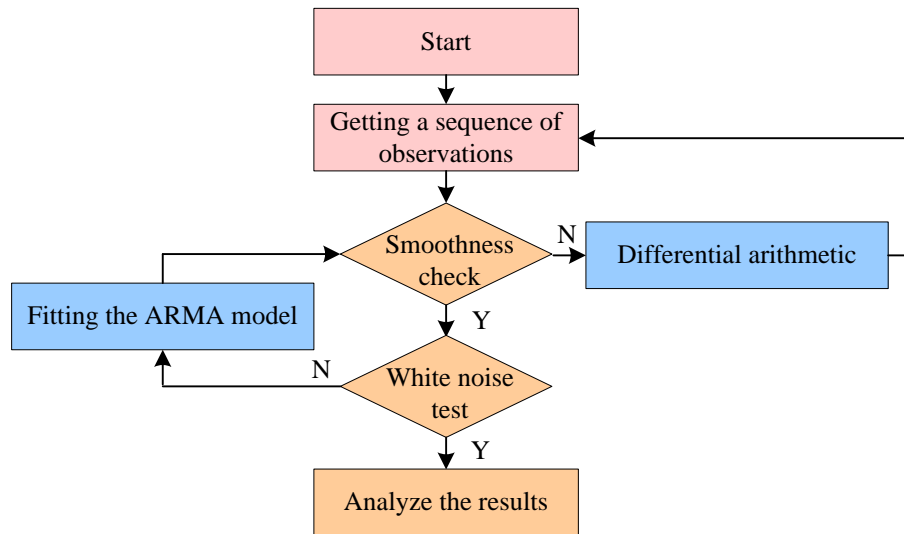 Start
Getting a sequence of
observations
Smoothness
check
N
Differential arithmetic
Fitting the ARMA model
Y
N
White noise
test
Y
Analyze the results